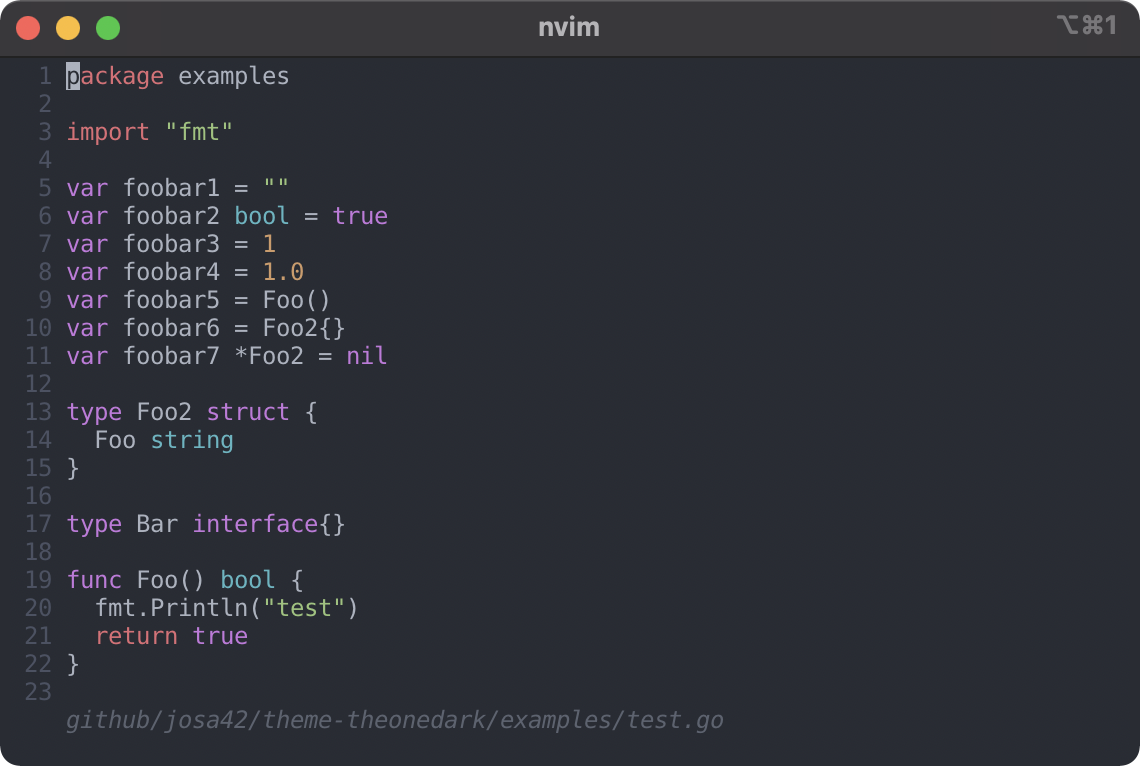 nvim
⌥⌘1
1 package examples
2
3 import "fmt"
4
5 var foobar1 = ""
6 var foobar2 bool = true
7 var foobar3 = 1
8 var foobar4 = 1.0
9 var foobar5 = Foo()
10 var foobar6 = Foo2{}
11 var foobar7 *Foo2 = nil
12
13 type Foo2 struct {
14   Foo string
15 }
16
17 type Bar interface{}
18
19 func Foo() bool {
20   fmt.Println("test")
21   return true
22 }
23
github/josa42/theme-theonedark/examples/test.go